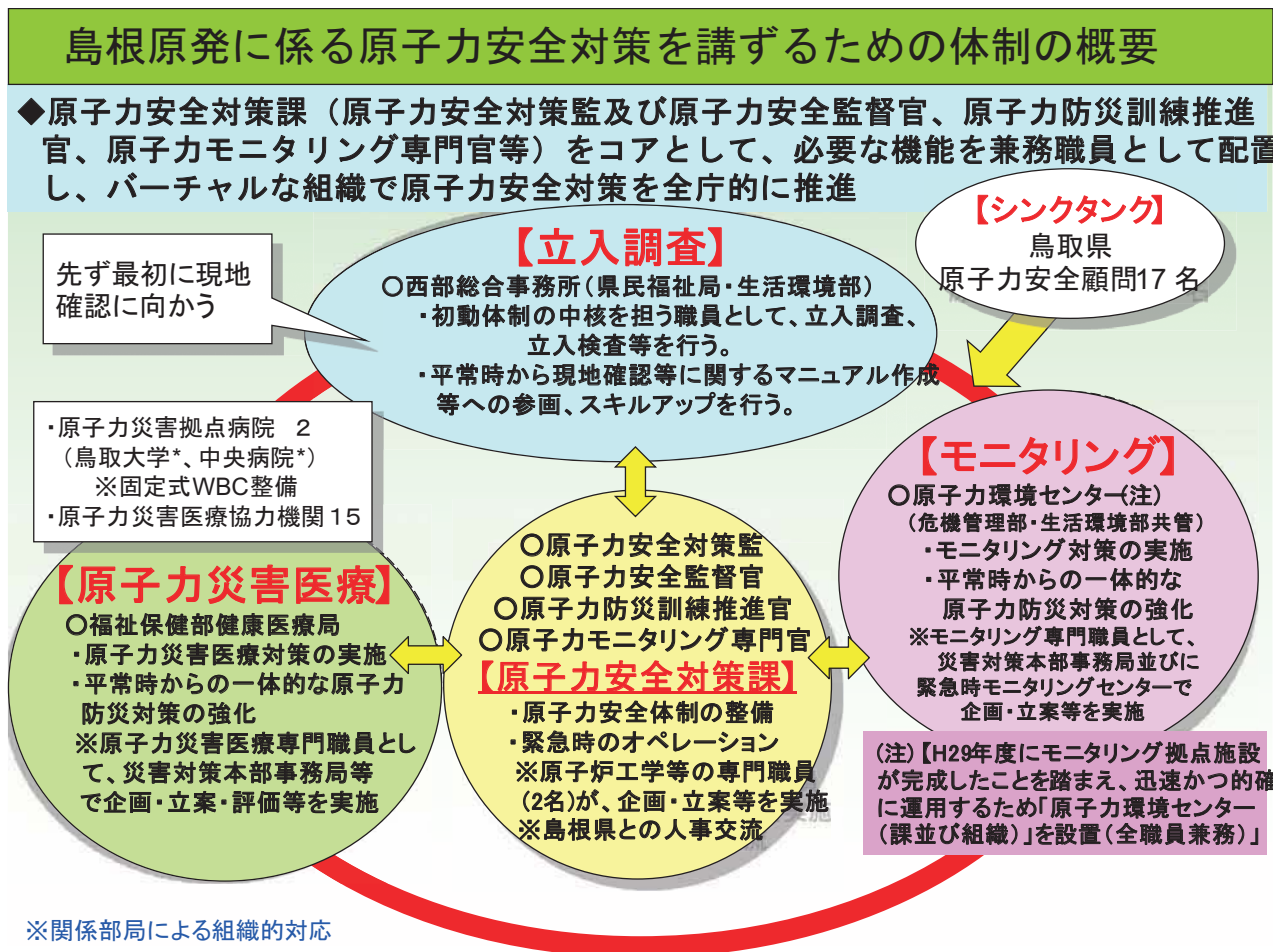 島根原発に係る原子力安全対策を講ずるための体制の概要
◆原子力安全対策課（原子力安全対策監及び原子力安全監督官、原子力防災訓練推進
官、原子力モニタリング専門官等）をコアとして、必要な機能を兼務職員として配置
し、バーチャルな組織で原子力安全対策を全庁的に推進
【シンクタンク】
鳥取県
原子力安全顧問17 名
先ず最初に現地
確認に向かう
【立入調査】
○西部総合事務所(県民福祉局・生活環境部)
・初動体制の中核を担う職員として、立入調査、
立入検査等を行う。
・平常時から現地確認等に関するマニュアル作成
等への参画、スキルアップを行う。
・原子力災害拠点病院 2
（鳥取大学*、中央病院*）
※固定式WBC整備
・原子力災害医療協力機関15
【原子力災害医療】
○福祉保健部健康医療局
・原子力災害医療対策の実施
・平常時からの一体的な原子力
防災対策の強化
※原子力災害医療専門職員とし
て、災害対策本部事務局等
で企画・立案・評価等を実施
○原子力安全対策監
○原子力安全監督官
○原子力防災訓練推進官
○原子力モニタリング専門官
【原子力安全対策課】
・原子力安全体制の整備
・緊急時のオペレーション
※原子炉工学等の専門職員
(2名)が、企画・立案等を実施
※島根県との人事交流
【モニタリング】
○原子力環境センター(注)
(危機管理部・生活環境部共管)
・モニタリング対策の実施
・平常時からの一体的な
原子力防災対策の強化
※モニタリング専門職員として、
災害対策本部事務局並びに
緊急時モニタリングセンターで
企画・立案等を実施
(注)【H29年度にモニタリング拠点施設
が完成したことを踏まえ、迅速かつ的確
に運用するため「原子力環境センター
(課並び組織)」を設置(全職員兼務)」
※関係部局による組織的対応